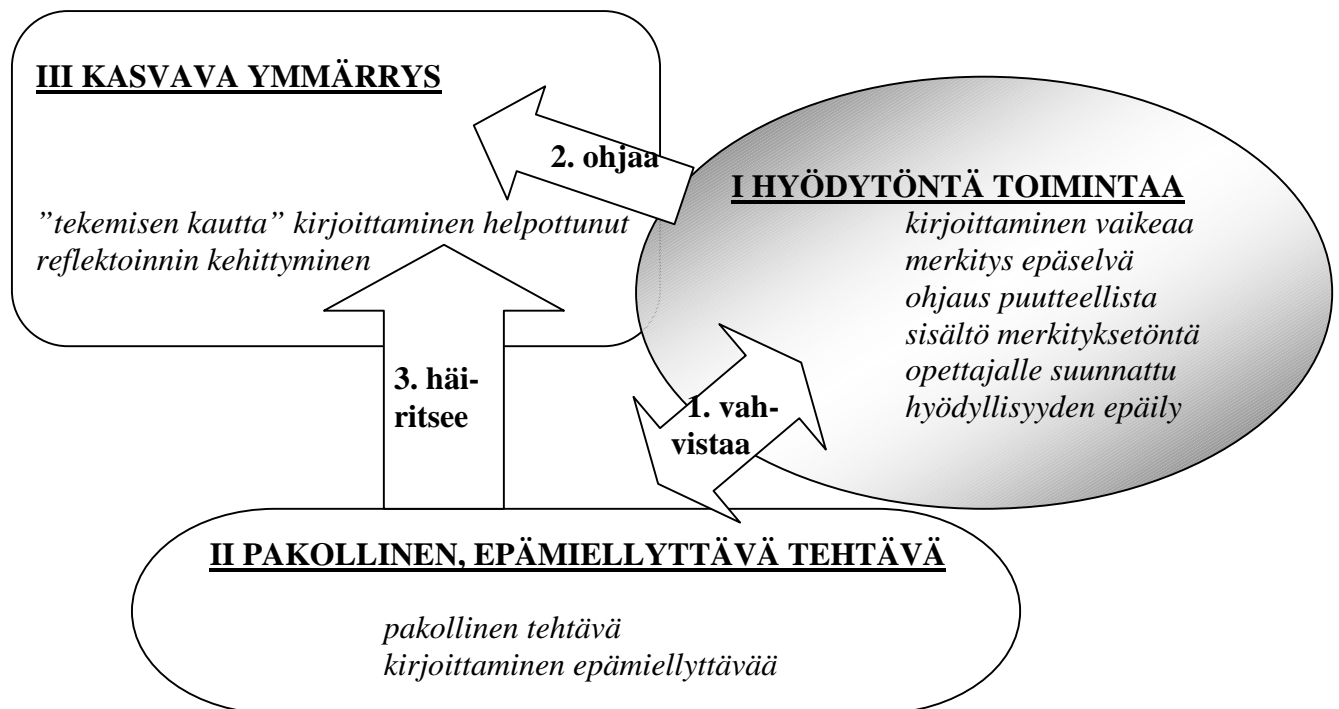 III KASVAVA YMMÄRRYS
”tekemisen kautta” kirjoittaminen helpottunut
reflektoinnin kehittyminen
2. ohjaa
I HYÖDYTÖNTÄ TOIMINTAA
kirjoittaminen vaikeaa
merkitys epäselvä
ohjaus puutteellista
sisältö merkityksetöntä
opettajalle suunnattu
hyödyllisyyden epäily
3. häi-
ritsee
1. vah-
vistaa
II PAKOLLINEN, EPÄMIELLYTTÄVÄ TEHTÄVÄ
pakollinen tehtävä
kirjoittaminen epämiellyttävää